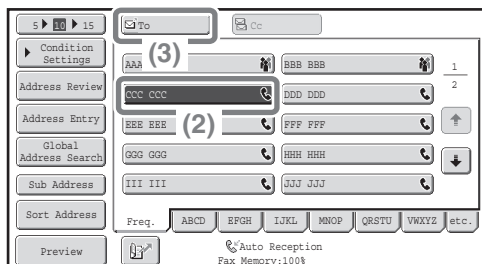 5 10 15
To
Cc
Condition
Settings
(3)
AAA
BBB BBB
1
2
Address Review
CCC CCC
DDD DDD
Address Entry
EEE EEE
(2)
FFF FFF
Global
Address Search
GGG GGG
HHH HHH
Sub Address
III III
JJJ JJJ
Sort Address
Freq.
ABCD
EFGH
IJKL
MNOP
QRSTU
VWXYZ
etc.
Preview
Auto Reception
Fax Memory:100%